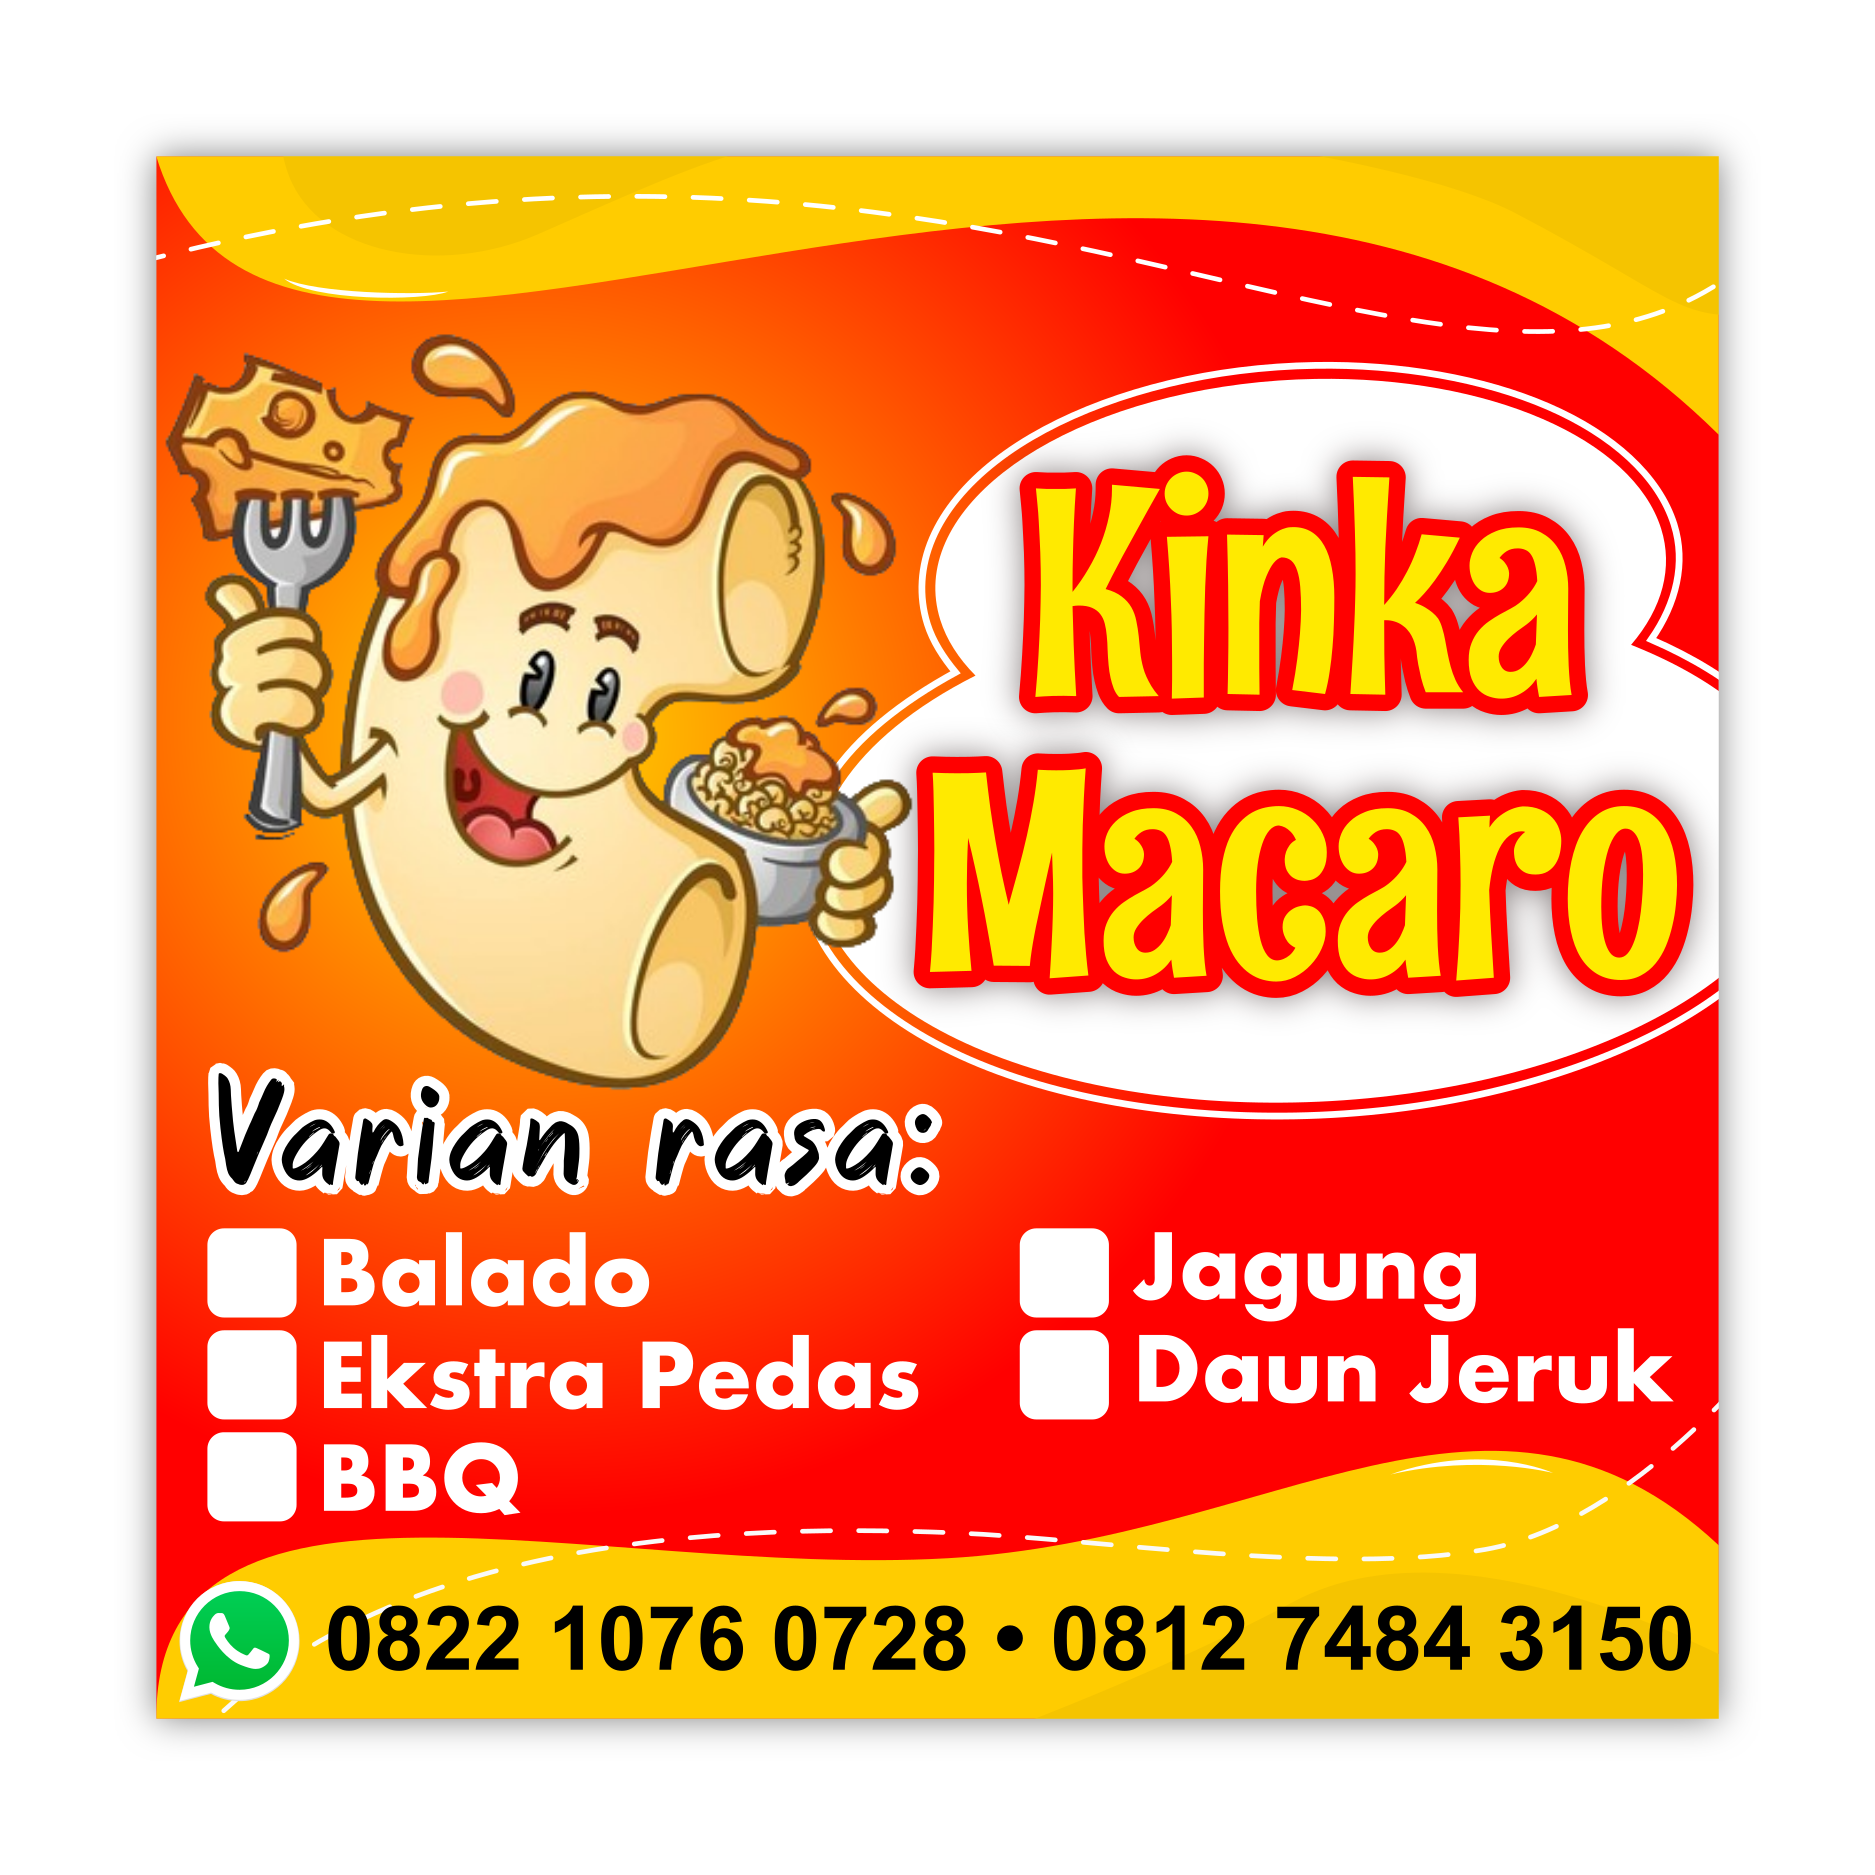 Kinka
Macaro
Varian rasa:
Balado
Ekstra Pedas
BBQ
Jagung
Daun Jeruk
0822 1076 0728 • 0812 7484 3150